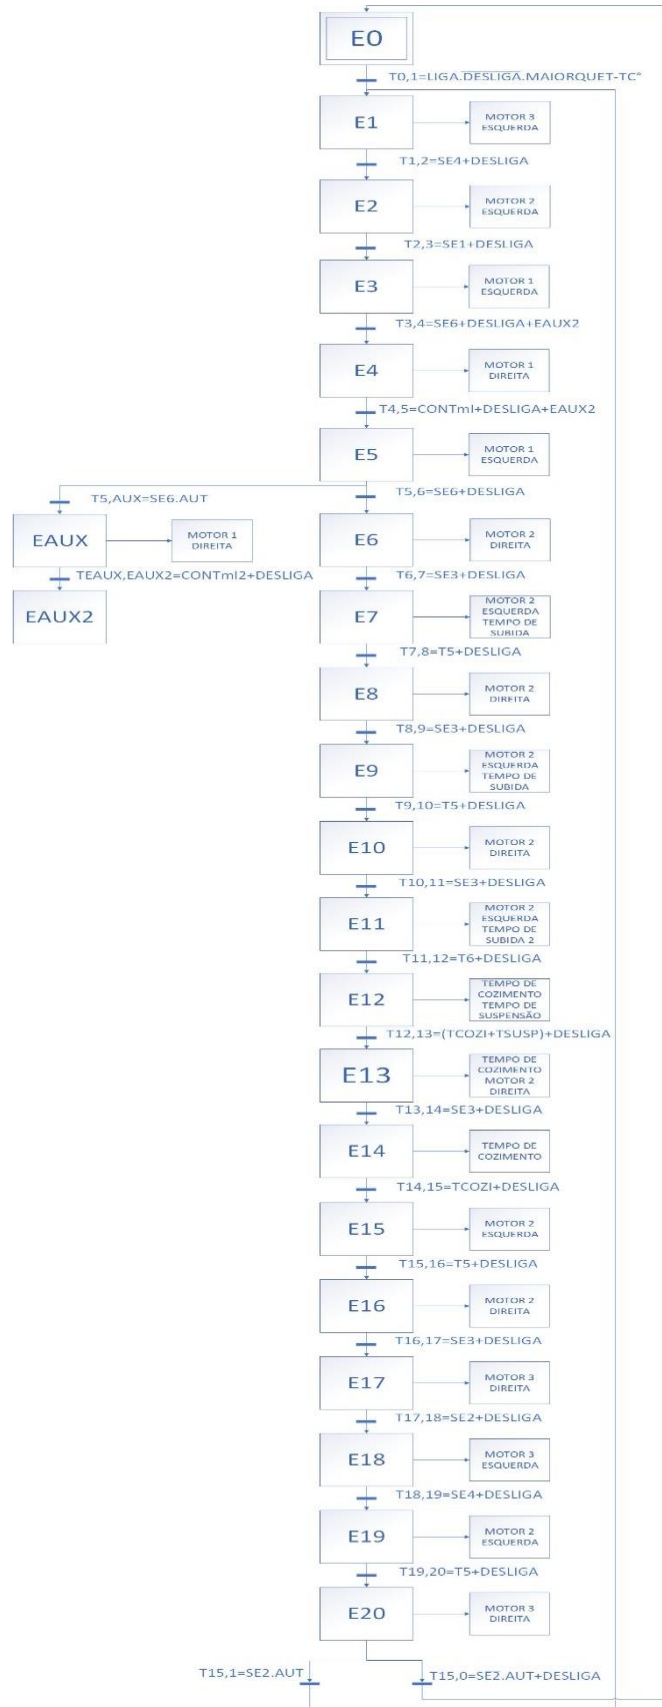 E0
T0,1=LIGA.DESLIGA.MAIORQUET-TC°
E1
MOTOR 3
ESQUERDA
T1,2=SE4+DESLIGA
E2
MOTOR 2
ESQUERDA
T2,3=SE1+DESLIGA
E3
MOTOR 1
ESQUERDA
T3,4=SE6+DESLIGA+EAUX2
E4
MOTOR 1
DIREITA
T4,5=CONTmI+DESLIGA+EAUX2
E5
MOTOR 1
ESQUERDA
T5,AUX=SE6.AUT
T5,6=SE6+DESLIGA
EAUX
MOTOR 1
DIREITA
E6
MOTOR 2
DIREITA
TEAUX,EAUX2=CONTmI2+DESLIGA
T6,7=SE3+DESLIGA
EAUX2
E7
MOTOR 2
ESQUERDA
TEMPO DE
SUBIDA
T7,8=T5+DESLIGA
E8
MOTOR 2
DIREITA
T8,9=SE3+DESLIGA
E9
MOTOR 2
ESQUERDA
TEMPO DE
SUBIDA
T9,10=T5+DESLIGA
E10
MOTOR 2
DIREITA
T10,11=SE3+DESLIGA
E11
MOTOR 2
ESQUERDA
TEMPO DE
SUBIDA 2
T11,12=T6+DESLIGA
E12
TEMPO DE
COZIMENTO
TEMPO DE
SUSPENSÃO
T12,13=(TCOZI+TSUSP)+DESLIGA
E13
TEMPO DE
COZIMENTO
MOTOR 2
DIREITA
T13,14=SE3+DESLIGA
E14
TEMPO DE
COZIMENTO
T14,15=TCOZI+DESLIGA
E15
MOTOR 2
ESQUERDA
T15,16=T5+DESLIGA
E16
MOTOR 2
DIREITA
T16,17=SE3+DESLIGA
E17
MOTOR 3
DIREITA
T17,18=SE2+DESLIGA
E18
MOTOR 3
ESQUERDA
T18,19=SE4+DESLIGA
E19
MOTOR 2
ESQUERDA
T19,20=T5+DESLIGA
E20
MOTOR 3
DIREITA
T15,1=SE2.AUT
T15,0=SE2.AUT+DESLIGA